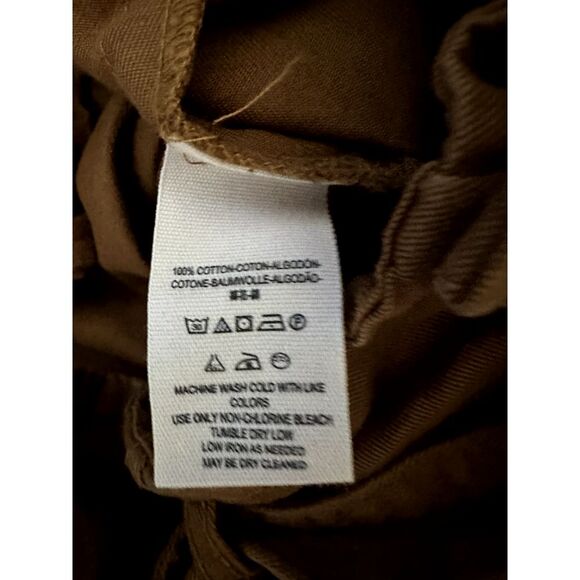 100% COTTON-COTON-ALGODÓN-
COTONE-BAUMWOLLE-ALGODÃO-
30
P
MACHINE WASH COLD WITH LIKE
COLORS
USE ONLY NON-CHLORINE BLEACH
TUMBLE DRY LOW
LOW IRON AS NEEDED
MAY BE DRY CLEANED